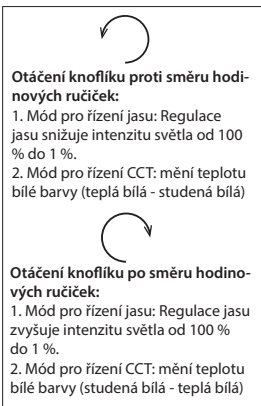 Otáčení knoflíku proti směru hodi-
nových ručiček:
1. Mód pro řízení jasu: Regulace
jasu snižuje intenzitu světla od 100
% do 1 %.
2. Mód pro řízení CCT: mění teplotu
bílé barvy (teplá bílá - studená bílá)
Otáčení knoflíku po směru hodino-
vých ručiček:
1. Mód pro řízení jasu: Regulace jasu
zvyšuje intenzitu světla od 100 %
do 1 %.
2. Mód pro řízení CCT: mění teplotu
bílé barvy (studená bílá - teplá bílá)